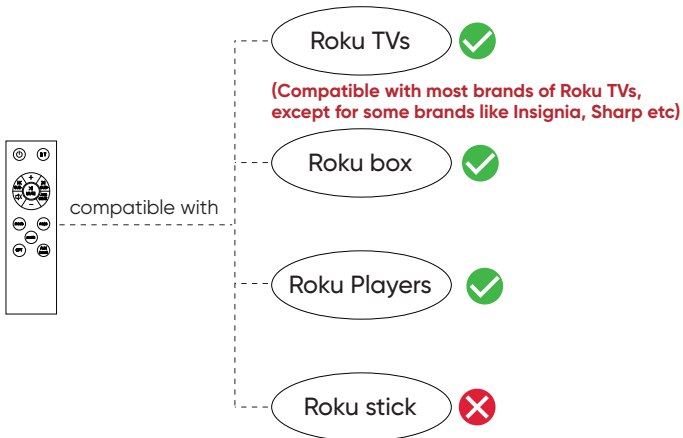 Roku TVs
(Compatible with most brands of Roku TVs,
except for some brands like Insignia, Sharp etc)
Roku box
compatible with
Roku Players
Roku stick